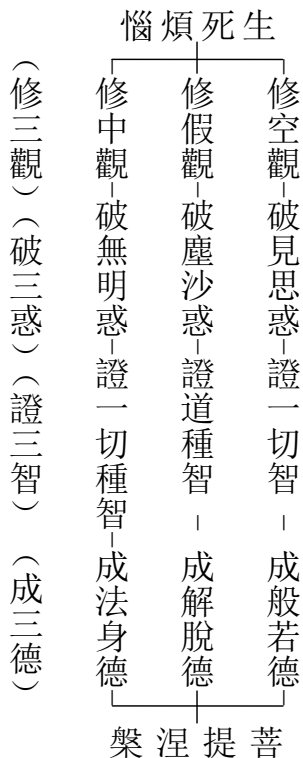 生死煩惱
修空觀–破見思惑–證一切智–成般若德
修假觀–破塵沙惑–證道種智–成解脫德
修中觀–破無明惑–證一切種智–成法身德
（修三觀）（破三惑）（證三智）（成三德）
菩提涅槃